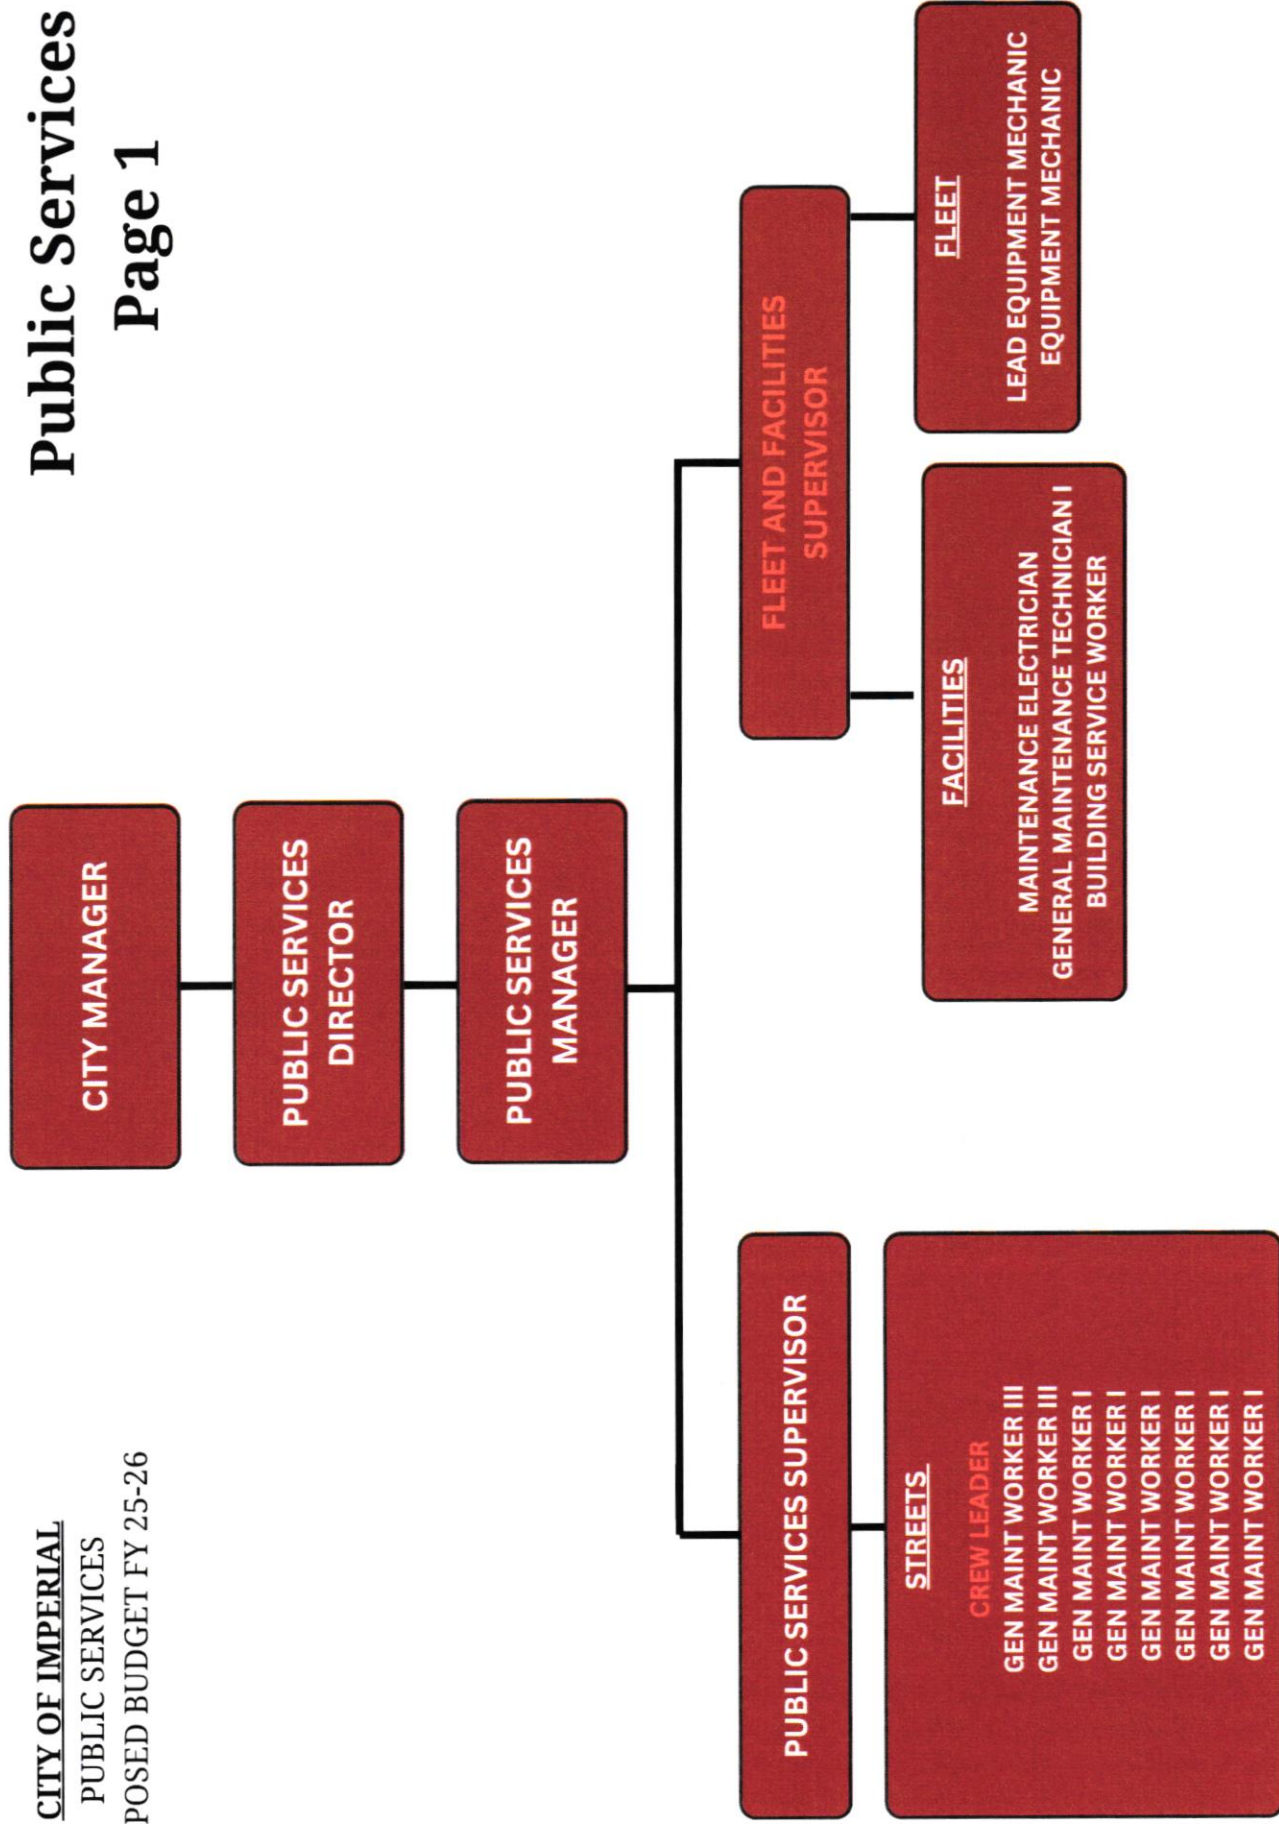 CITY OF IMPERIAL
PUBLIC SERVICES
POSED BUDGET FY 25-26
Public Services
Page 1
CITY MANAGER
PUBLIC SERVICES
DIRECTOR
PUBLIC SERVICES
MANAGER
PUBLIC SERVICES SUPERVISOR
STREETS
CREW LEADER
GEN MAINT WORKER III
GEN MAINT WORKER III
GEN MAINT WORKER I
GEN MAINT WORKER I
GEN MAINT WORKER I
GEN MAINT WORKER I
GEN MAINT WORKER I
GEN MAINT WORKER I
FLEET AND FACILITIES
SUPERVISOR
FACILITIES
MAINTENANCE ELECTRICIAN
GENERAL MAINTENANCE TECHNICIAN I
BUILDING SERVICE WORKER
FLEET
LEAD EQUIPMENT MECHANIC
EQUIPMENT MECHANIC